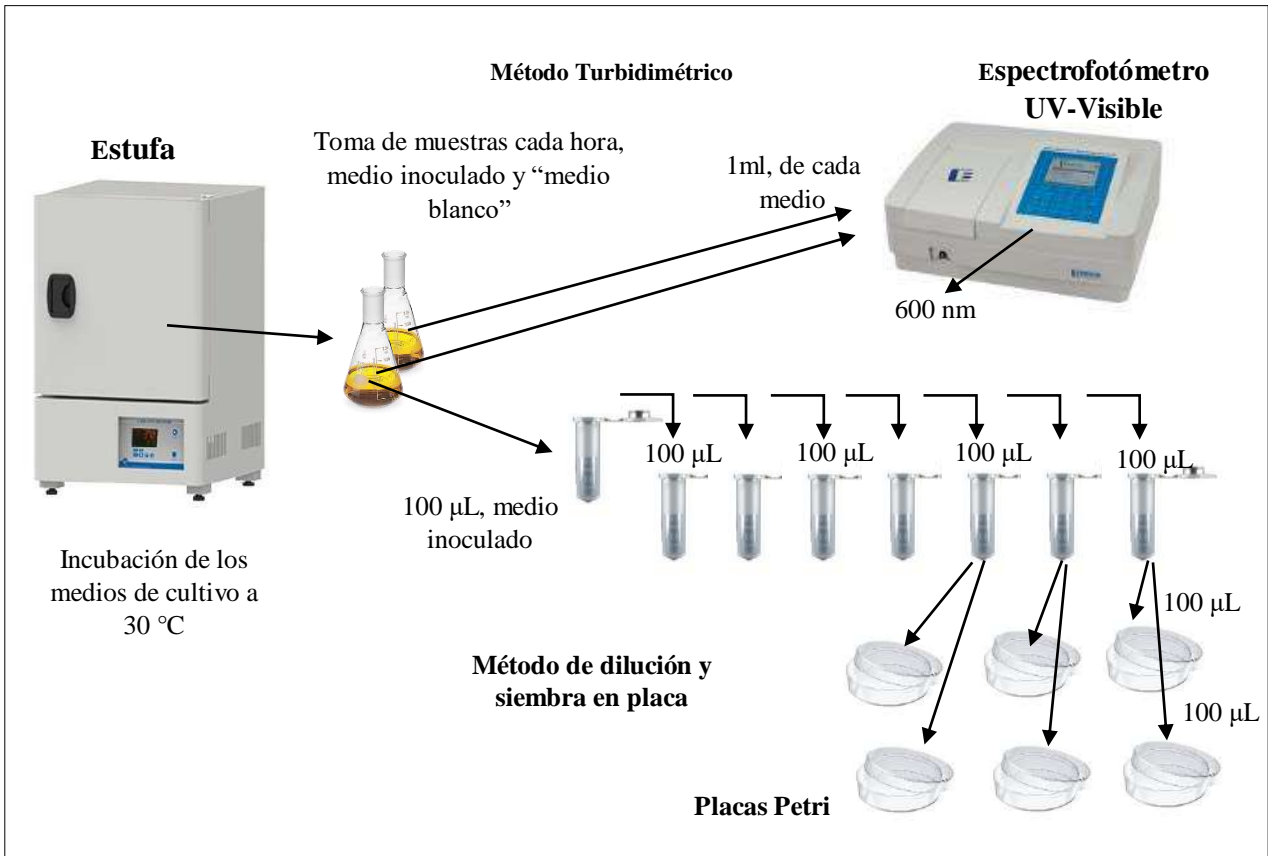 Método Turbidimétrico
Espectrofotómetro
UV-Visible
Estufa
Toma de muestras cada hora,
medio inoculado y “medio
blanco”
1ml, de cada
medio
600 nm
100 μL
100 μL
100 μL
100 μL
100 μL, medio
inoculado
Incubación de los
medios de cultivo a
30 °C
100 μL
Método de dilución y
siembra en placa
100 μL
Placas Petri